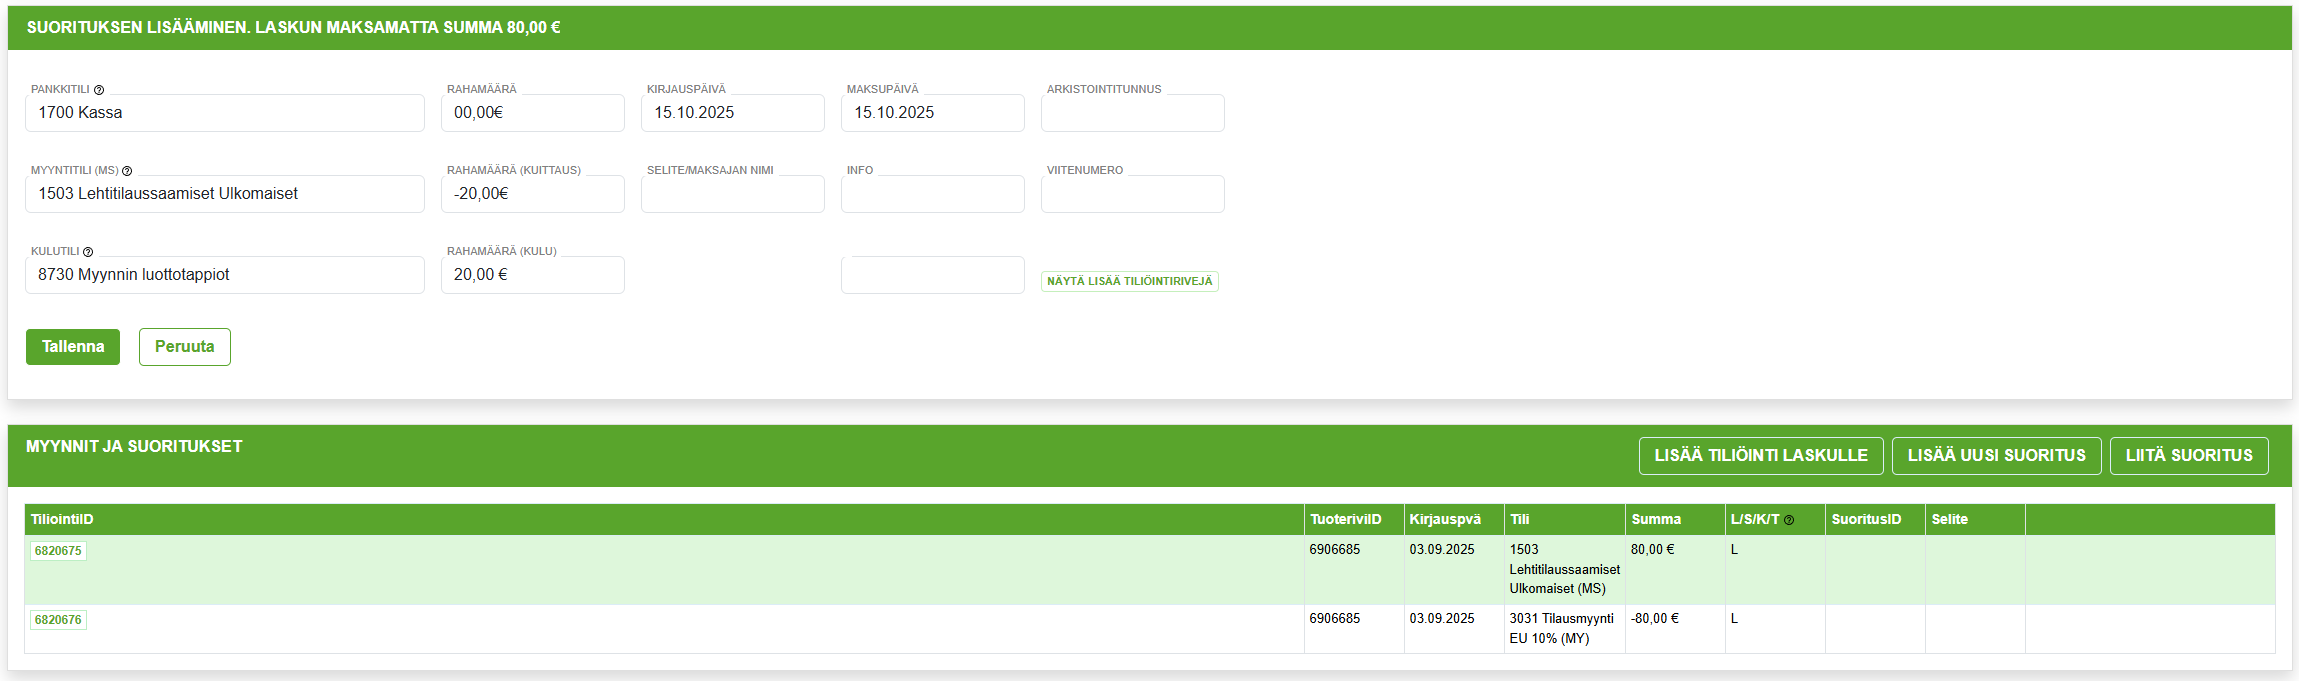 SUORITUKSEN LISÄÄMINEN. LASKUN MAKSAMATTA SUMMA 80,00 €
PANKKITILI RAHAMÄÄRÄ KIRJAUSPÄIVÄ MAKSUPÄIVÄ ARKISTOINTITUNNUS
1700 Kassa 00,00€ 15.10.2025 15.10.2025
MYYNTITILI (MS) RAHAMÄÄRÄ (KUITTAUS) SELITE/MAKSAJAN NIMI INFO VIITENUMERO
1503 Lehtitilaussaamiset Ulkomaiset -20,00€
KULUTILI RAHAMÄÄRÄ (KULU)
8730 Myynnin luottotappiot 20,00 € NÄYTÄ LISÄÄ TILIÖINTIRIVEJÄ
Tallenna Peruuta
MYYNNIT JA SUORITUKSET LISÄÄ TILIÖINTI LASKULLE LISÄÄ UUSI SUORITUS LIITÄ SUORITUS
TiliointiID TuoteriviID Kirjauspvä Tili Summa L/S/K/T SuoritusID Selite
6820675 6906685 03.09.2025 1503 80,00 € L
Lehtitilaussaamiset
Ulkomaiset (MS)
6820676 6906685 03.09.2025 3031 Tilausmyynti -80,00 € L
EU 10% (MY)